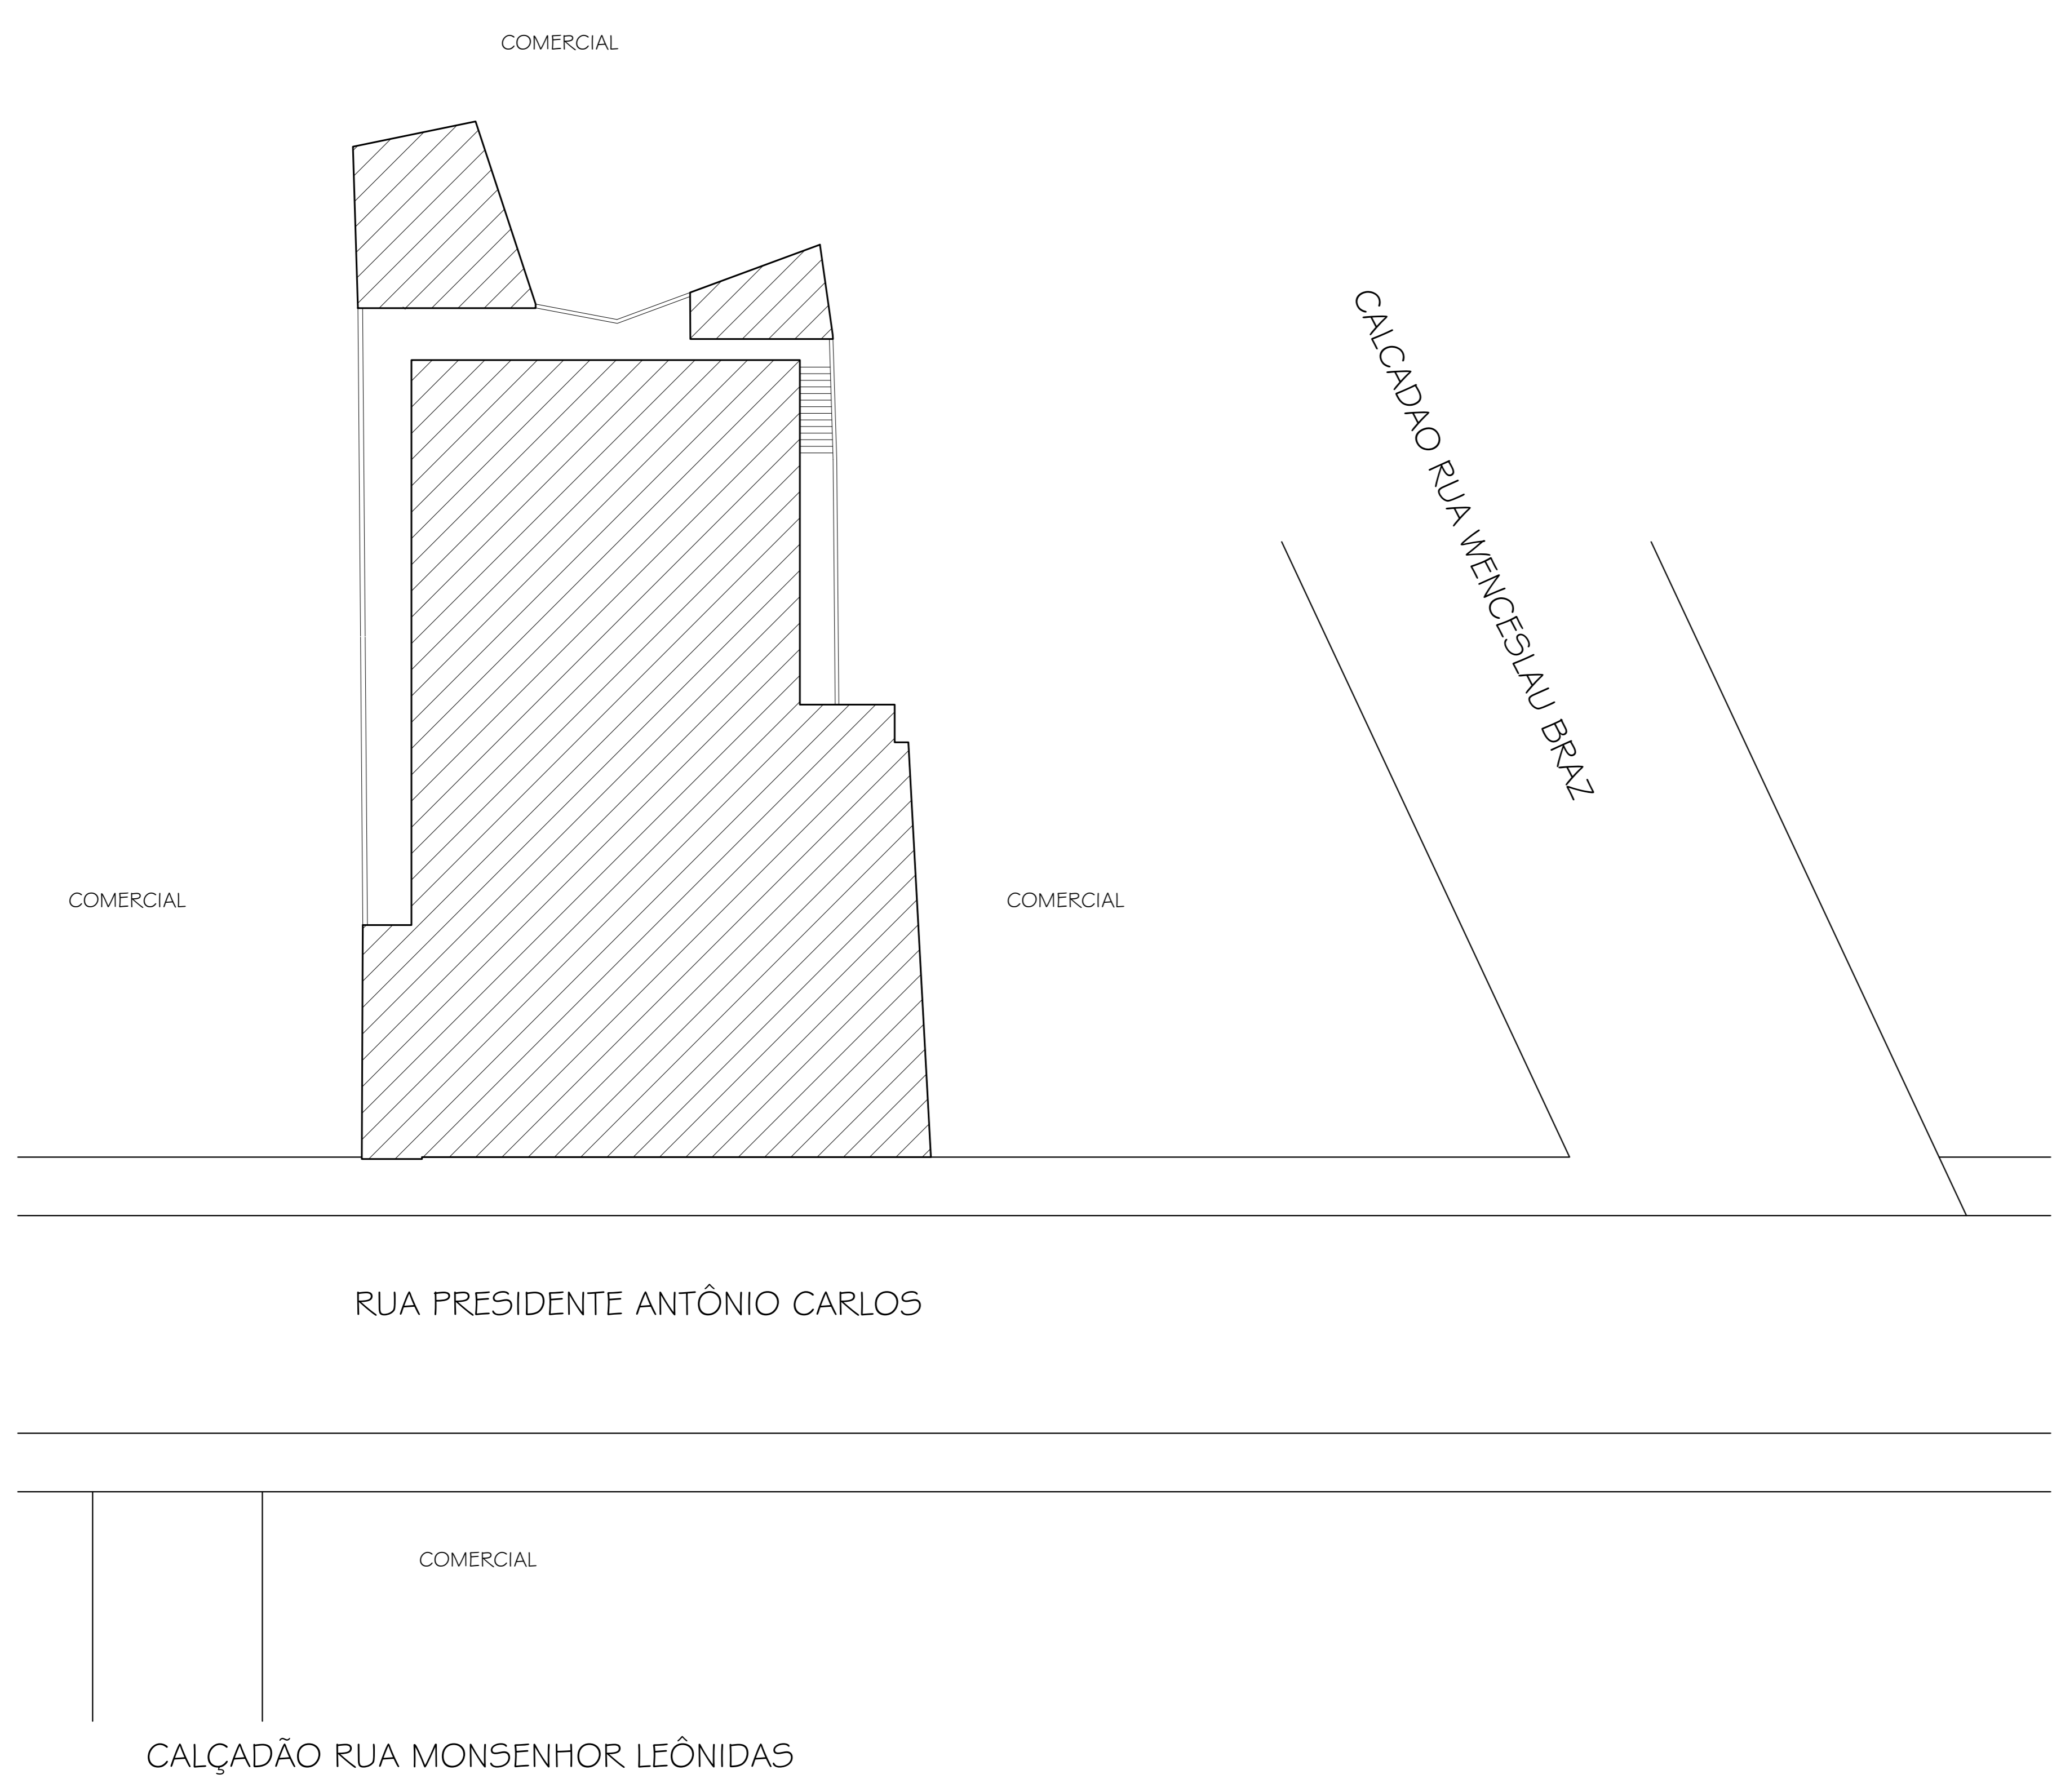 COMERCIAL
CALCADAO RUA WENCESLAU BRAZ
COMERCIAL
COMERCIAL
RUA PRESIDENTE ANTÔNIO CARLOS
COMERCIAL
CALÇADÃO RUA MONSENHOR LEÔNIDAS